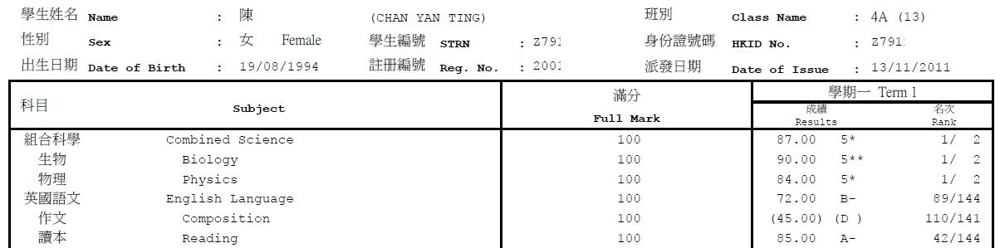 學生姓名 Name : 陳 (CHAN YAN TING) 班別 Class Name : 4A (13)
性別 Sex : 女 Female 學生編號 STRN : Z791 身份證號碼 HKID No. : Z791
出生日期 Date of Birth : 19/08/1994 註冊編號 Reg. No. : 2001 派發日期 Date of Issue : 13/11/2011
科目 Subject 滿分 Full Mark 學期一 Term 1
成績 Results 名次 Rank
組合科學 Combined Science 100 87.00 5* 1/ 2
生物 Biology 100 90.00 5** 1/ 2
物理 Physics 100 84.00 5* 1/ 2
英國語文 English Language 100 72.00 B- 89/144
作文 Composition 100 (45.00) (D ) 110/141
讀本 Reading 100 85.00 A- 42/144